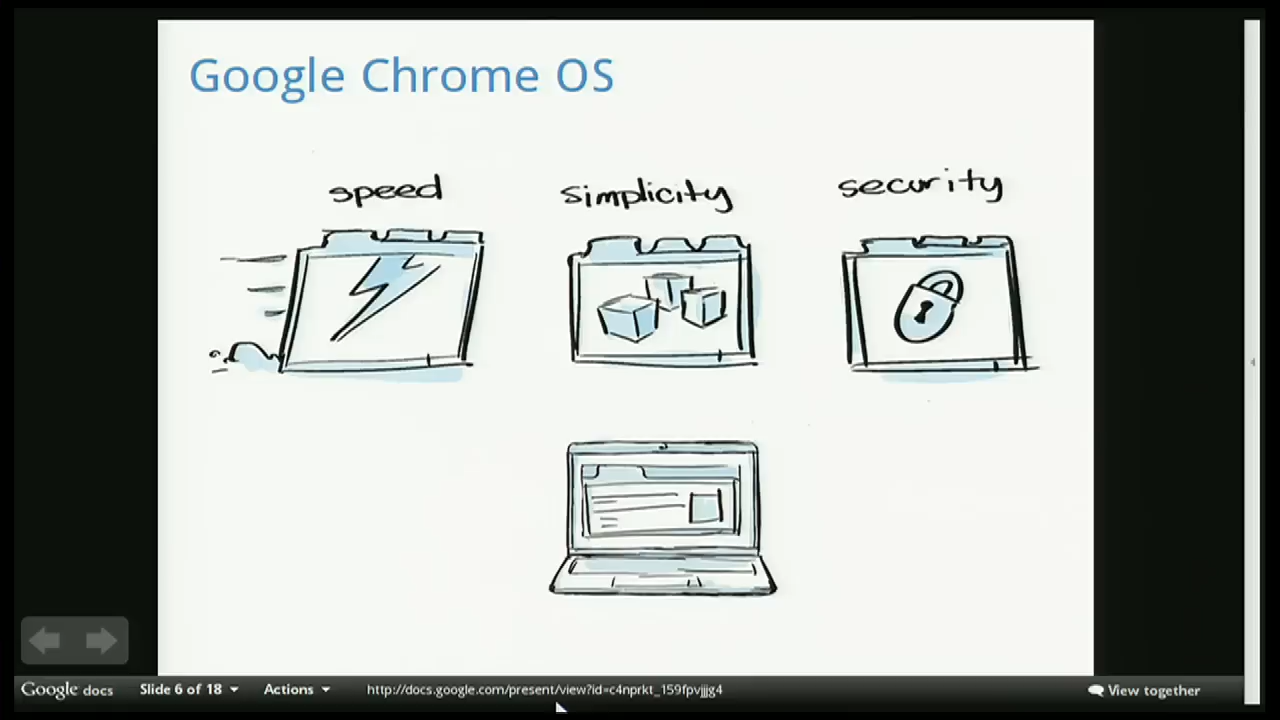 Google Chrome OS
speed simplicity security
Google docs Slide 6 of 18 Actions http://docs.google.com/present/view?id=c4nprkt_159fpvjjjg4 View together